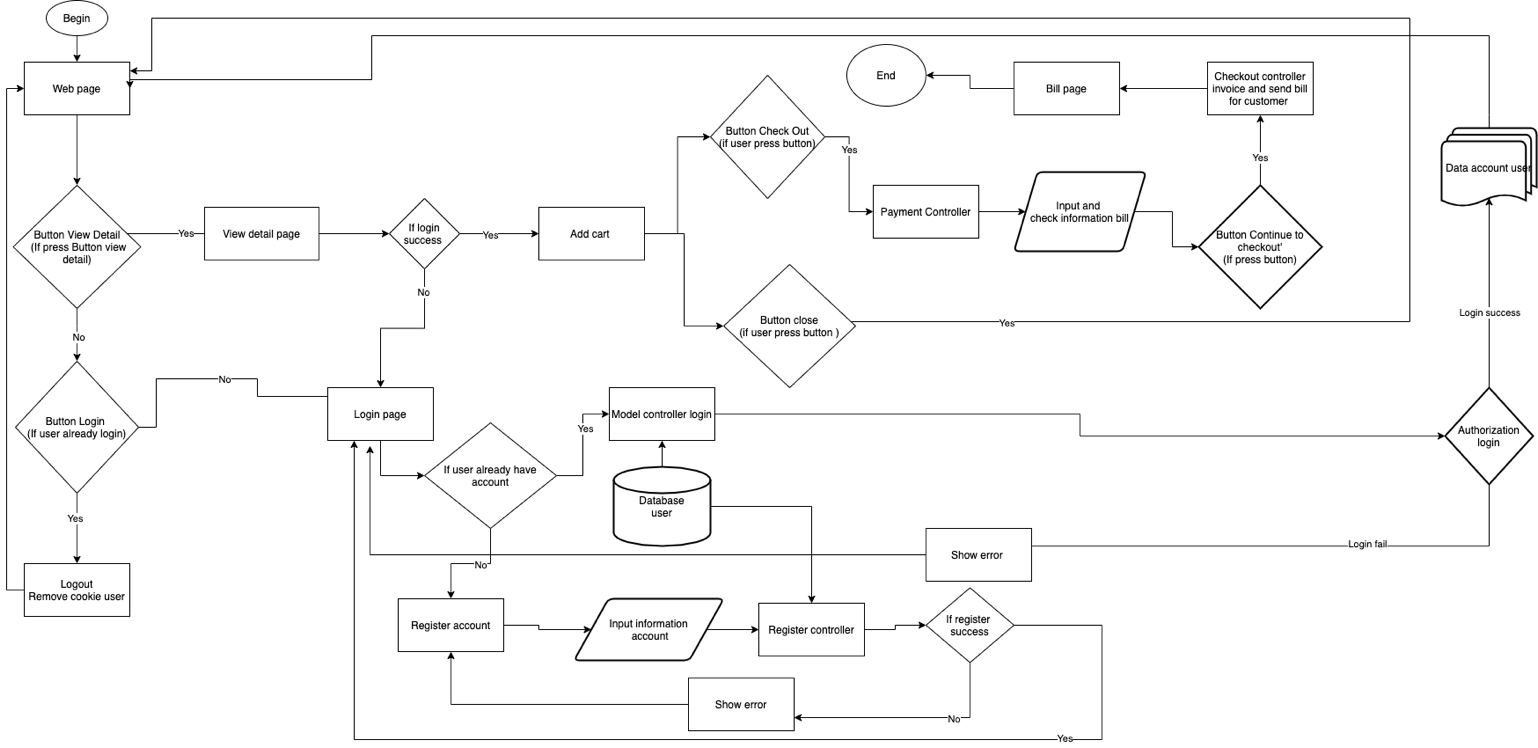 Begin
Web page
End
Bill page
Checkout controller
invoice and send bill
for customer
Button Check Out
(if user press button)
Yes
Yes
Data account user
Button View Detail
(If press Button view
detail)
Yes
View detail page
If login
success
Yes
Add cart
Payment Controller
Input and
check information bill
Button Continue to
checkout'
(If press button)
No
No
Button close
(if user press button )
Yes
Login success
Button Login
(If user already login)
No
Login page
Model controller login
Yes
Authorization
login
If user already have
account
Database
user
Yes
Show error
Login fail
No
Logout
Remove cookie user
Register account
Input information
account
Register controller
If register
success
Show error
No
Yes